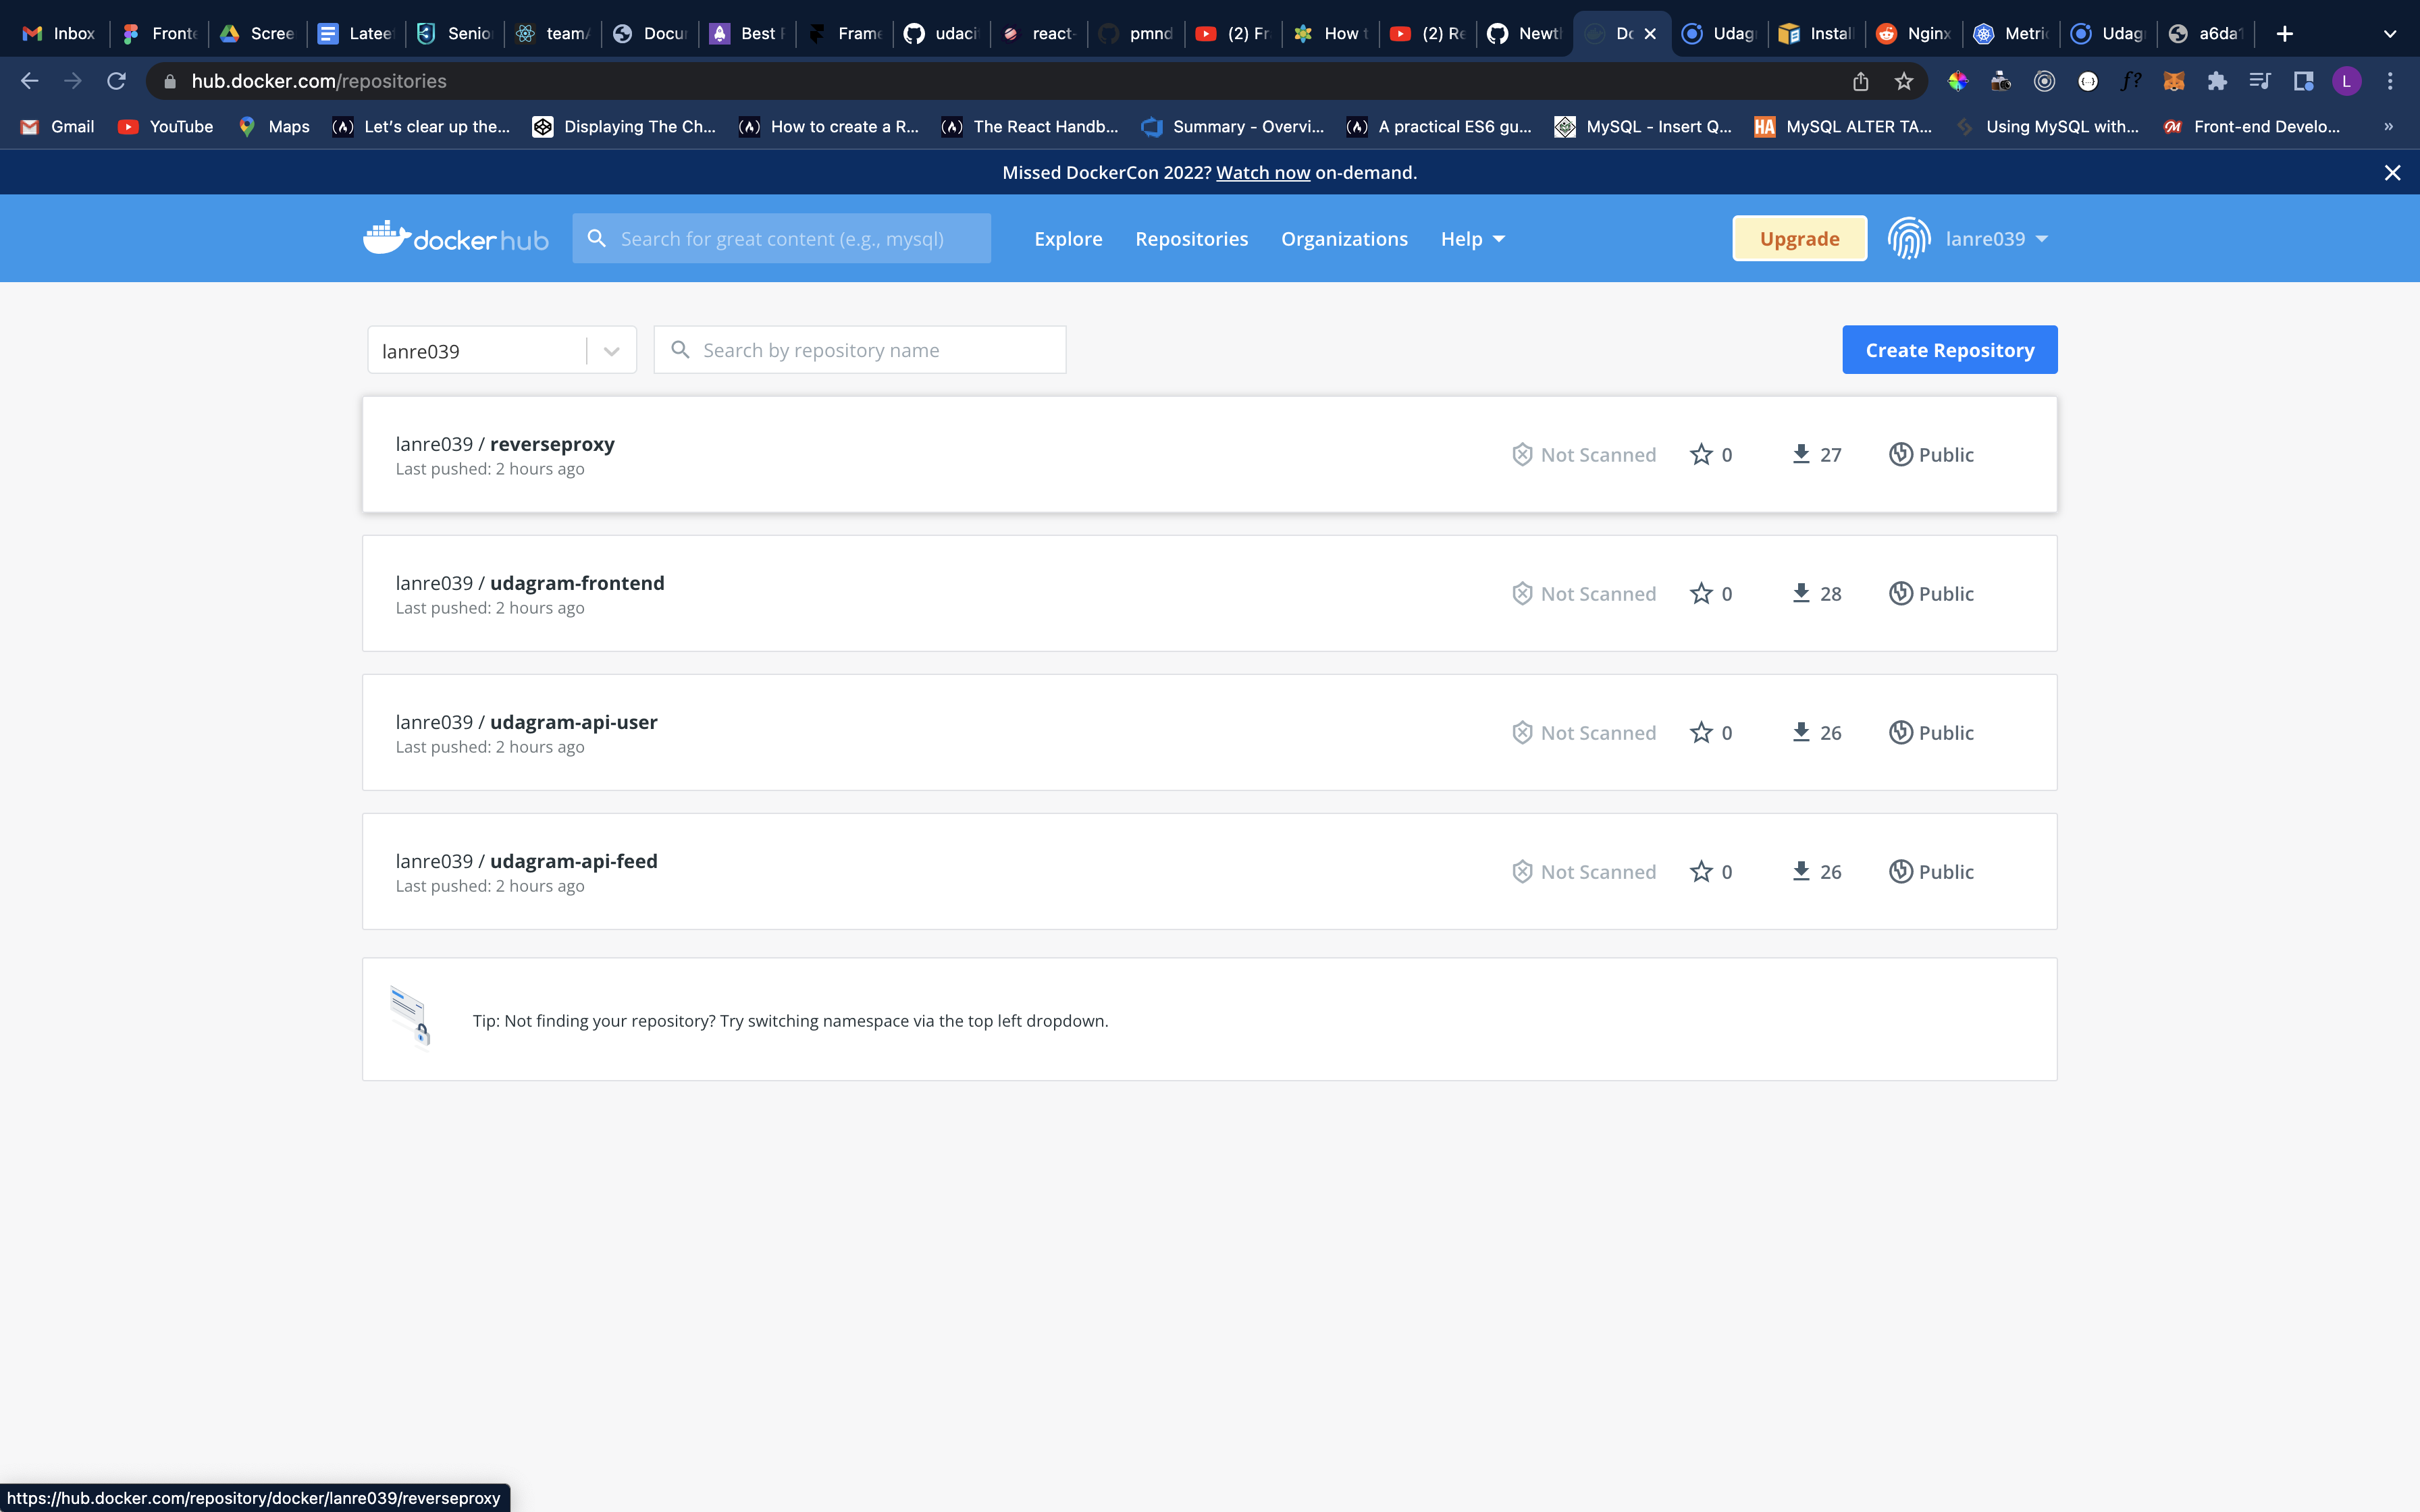 Inbox Fronte Scree Lateef Senio team/ Docu Best F Frame udaci react- pmnd (2) Fr How t (2) Re Newth Dc Udag Install Nginx Metri Udag a6da1
hub.docker.com/repositories f? L
Gmail YouTube Maps Let's clear up the... Displaying The Ch... How to create a R... The React Handb... Summary - Overvi... A practical ES6 gu... MySQL - Insert Q... HA MySQL ALTER TA... Using MySQL with... Front-end Develo... »
Missed DockerCon 2022? Watch now on-demand.
dockerhub Search for great content (e.g., mysql) Explore Repositories Organizations Help Upgrade lanre039
lanre039 Search by repository name Create Repository
lanre039 / reverseproxy
Last pushed: 2 hours ago
Not Scanned 0 27 Public
lanre039 / udagram-frontend
Last pushed: 2 hours ago
Not Scanned 0 28 Public
lanre039 / udagram-api-user
Last pushed: 2 hours ago
Not Scanned 0 26 Public
lanre039 / udagram-api-feed
Last pushed: 2 hours ago
Not Scanned 0 26 Public
Tip: Not finding your repository? Try switching namespace via the top left dropdown.
https://hub.docker.com/repository/docker/lanre039/reverseproxy